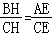 BH/CH = AE/CE